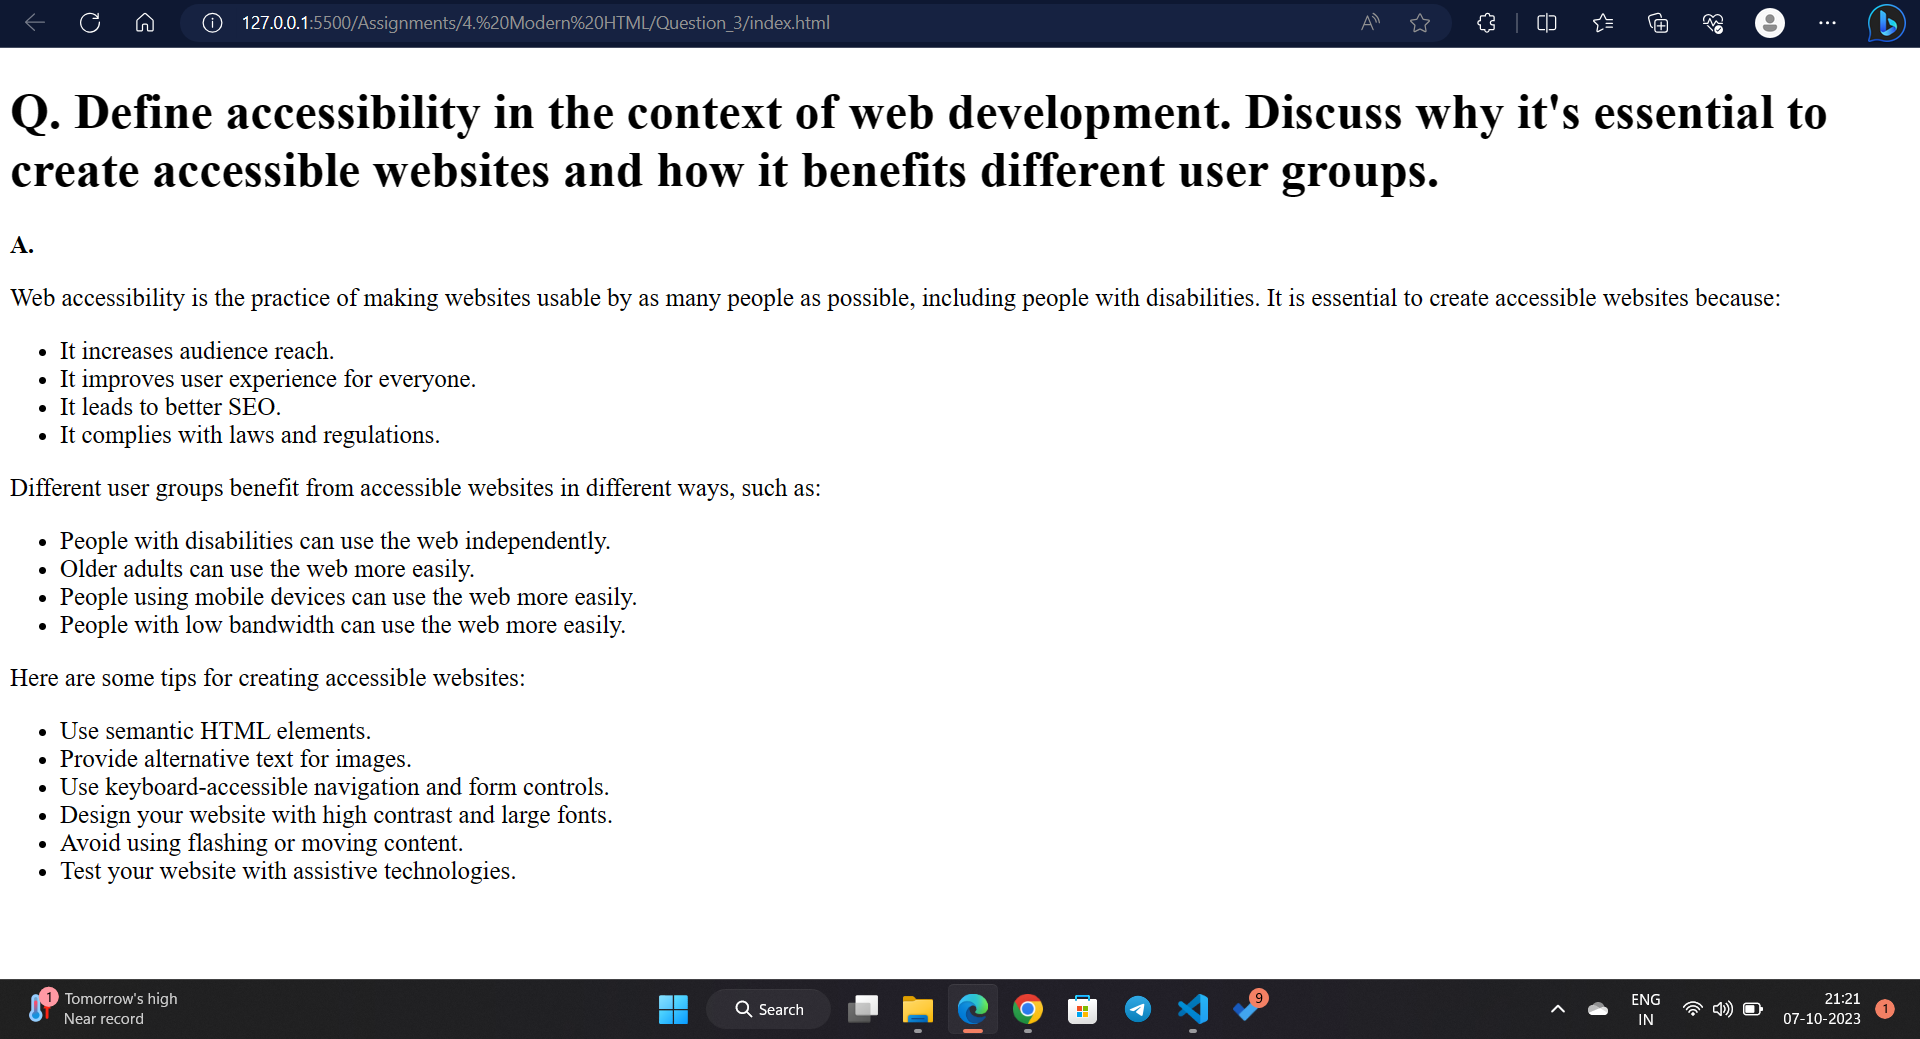 127.0.0.1:5500/Assignments/4.%20Modern%20HTML/Question_3/index.html
Q. Define accessibility in the context of web development. Discuss why it's essential to
create accessible websites and how it benefits different user groups.
A.
Web accessibility is the practice of making websites usable by as many people as possible, including people with disabilities. It is essential to create accessible websites because:
• It increases audience reach.
• It improves user experience for everyone.
• It leads to better SEO.
• It complies with laws and regulations.
Different user groups benefit from accessible websites in different ways, such as:
• People with disabilities can use the web independently.
• Older adults can use the web more easily.
• People using mobile devices can use the web more easily.
• People with low bandwidth can use the web more easily.
Here are some tips for creating accessible websites:
• Use semantic HTML elements.
• Provide alternative text for images.
• Use keyboard-accessible navigation and form controls.
• Design your website with high contrast and large fonts.
• Avoid using flashing or moving content.
• Test your website with assistive technologies.
1
Tomorrow's high
Near record
Search
9
ENG
IN
21:21
07-10-2023
1